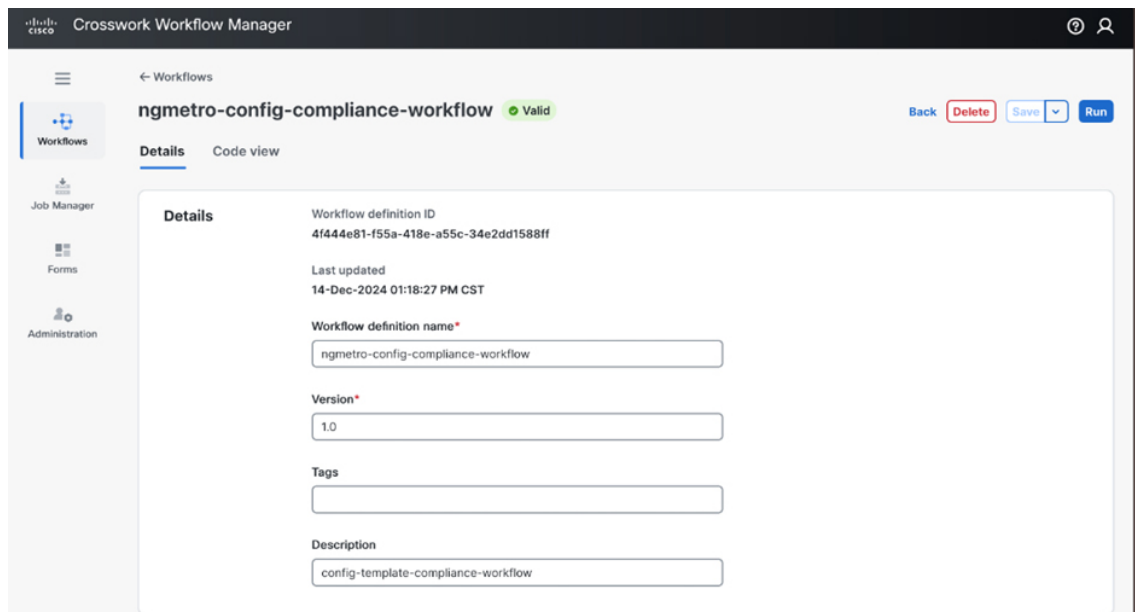 cisco Crosswork Workflow Manager
← Workflows
ngmetro-config-compliance-workflow Valid
Back Delete Save Run
Workflows
Details Code view
Job Manager
Forms
Administration
Details
Workflow definition ID
4f444e81-f55a-418e-a55c-34e2dd1588ff
Last updated
14-Dec-2024 01:18:27 PM CST
Workflow definition name*
ngmetro-config-compliance-workflow
Version*
1.0
Tags
Description
config-template-compliance-workflow